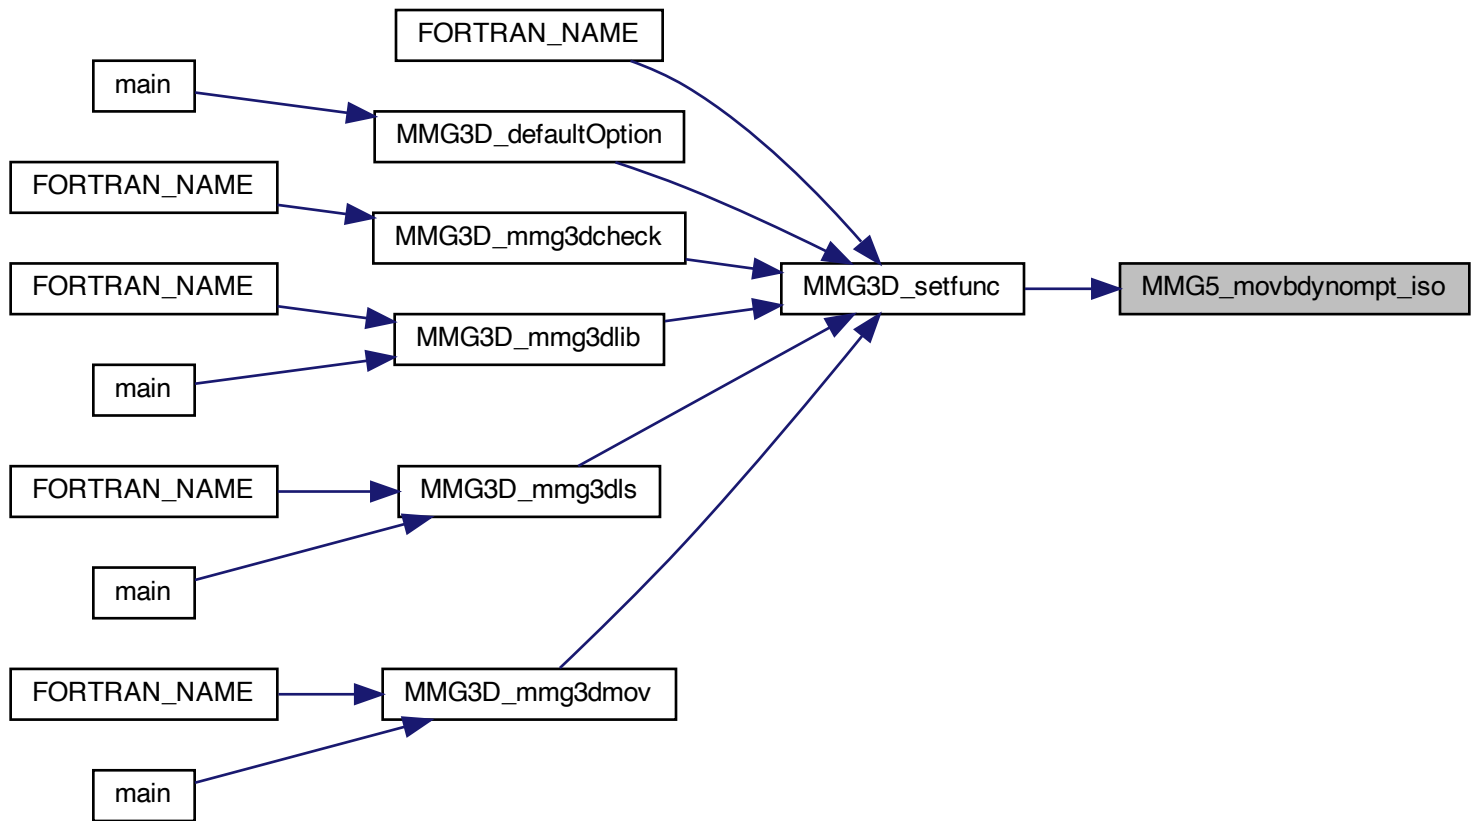 FORTRAN_NAME
main
MMG3D_defaultOption
FORTRAN_NAME
MMG3D_mmg3dcheck
FORTRAN_NAME
MMG3D_setfunc
MMG5_movbdynompt_iso
MMG3D_mmg3dlib
main
FORTRAN_NAME
MMG3D_mmg3dls
main
FORTRAN_NAME
MMG3D_mmg3dmov
main